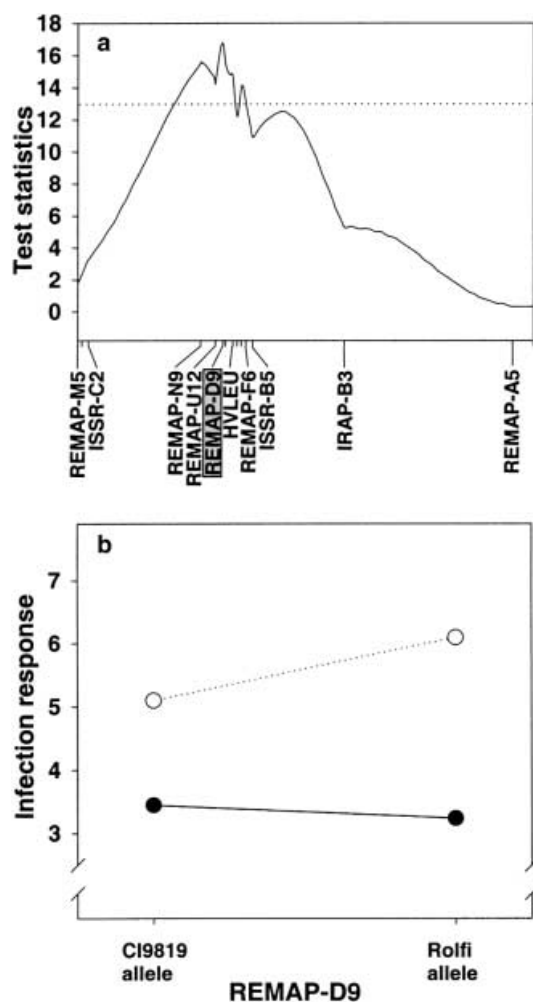 a
Test statistics
18
16
14
12
10
8
6
4
2
0
REMAP-M5
ISSR-C2
REMAP-N9
REMAP-U12
REMAP-D9
HVLEU
REMAP-F6
ISSR-B5
IRAP-B3
REMAP-A5
b
Infection response
7
6
5
4
3
CI9819
allele
Rolfi
allele
REMAP-D9